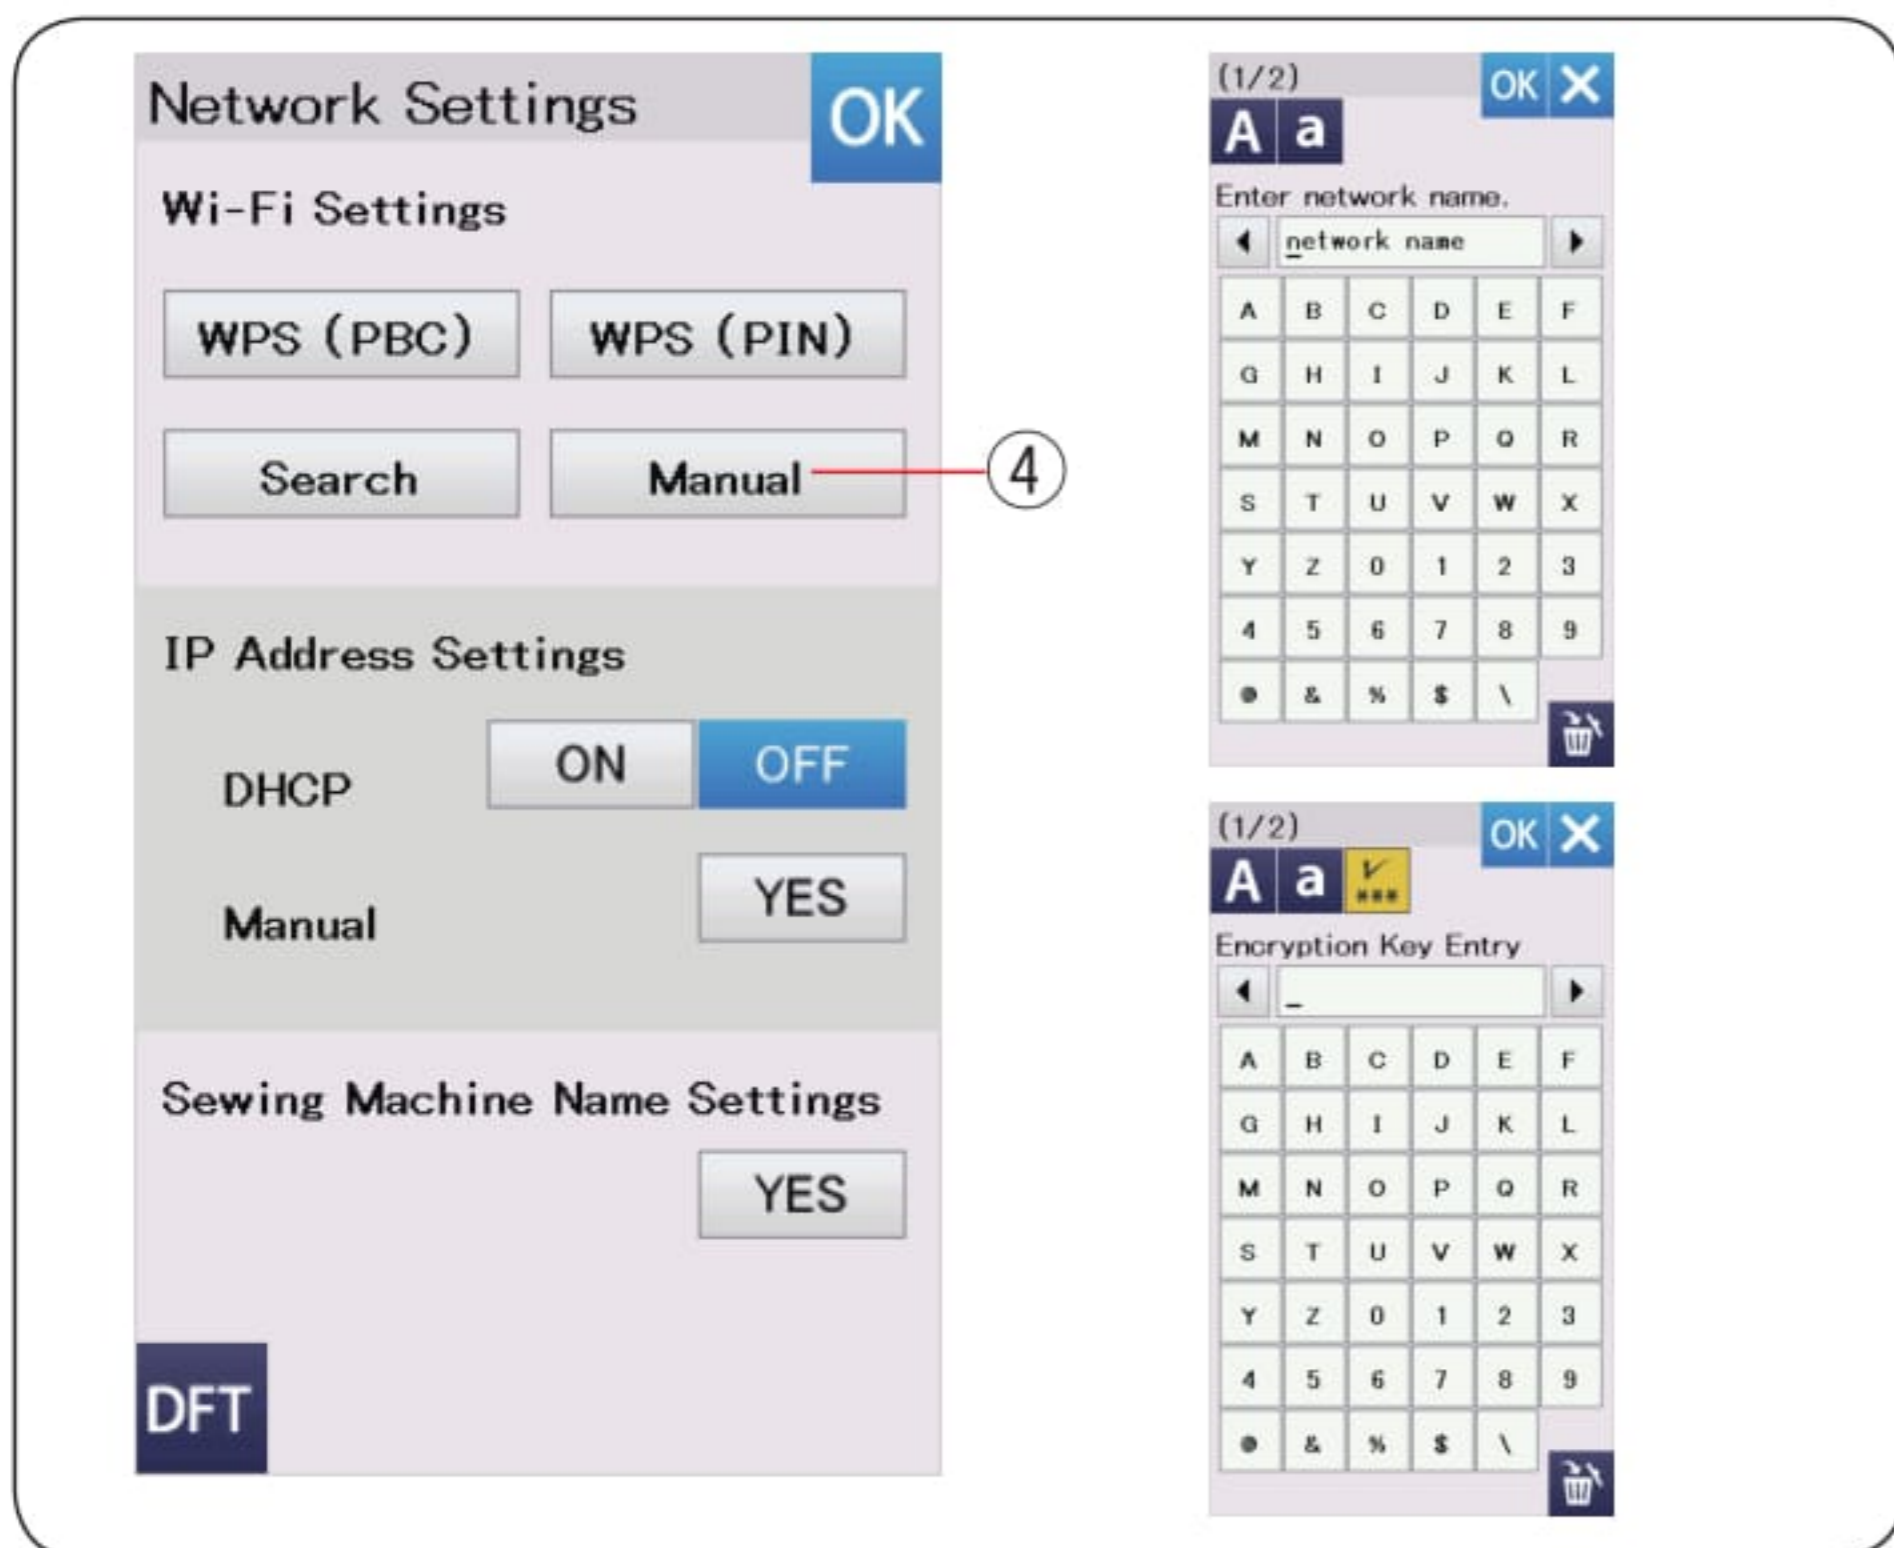 Network Settings OK
Wi-Fi Settings
WPS (PBC) WPS (PIN)
Search Manual ④
IP Address Settings
DHCP ON OFF
Manual YES
Sewing Machine Name Settings
YES
DFT
(1/2) OK X
A a
Enter network name.
network name
A B C D E F
G H I J K L
M N O P Q R
S T U V W X
Y Z 0 1 2 3
4 5 6 7 8 9
@ & % $ \
(1/2) OK X
A a ***
Encryption Key Entry
_
A B C D E F
G H I J K L
M N O P Q R
S T U V W X
Y Z 0 1 2 3
4 5 6 7 8 9
@ & % $ \